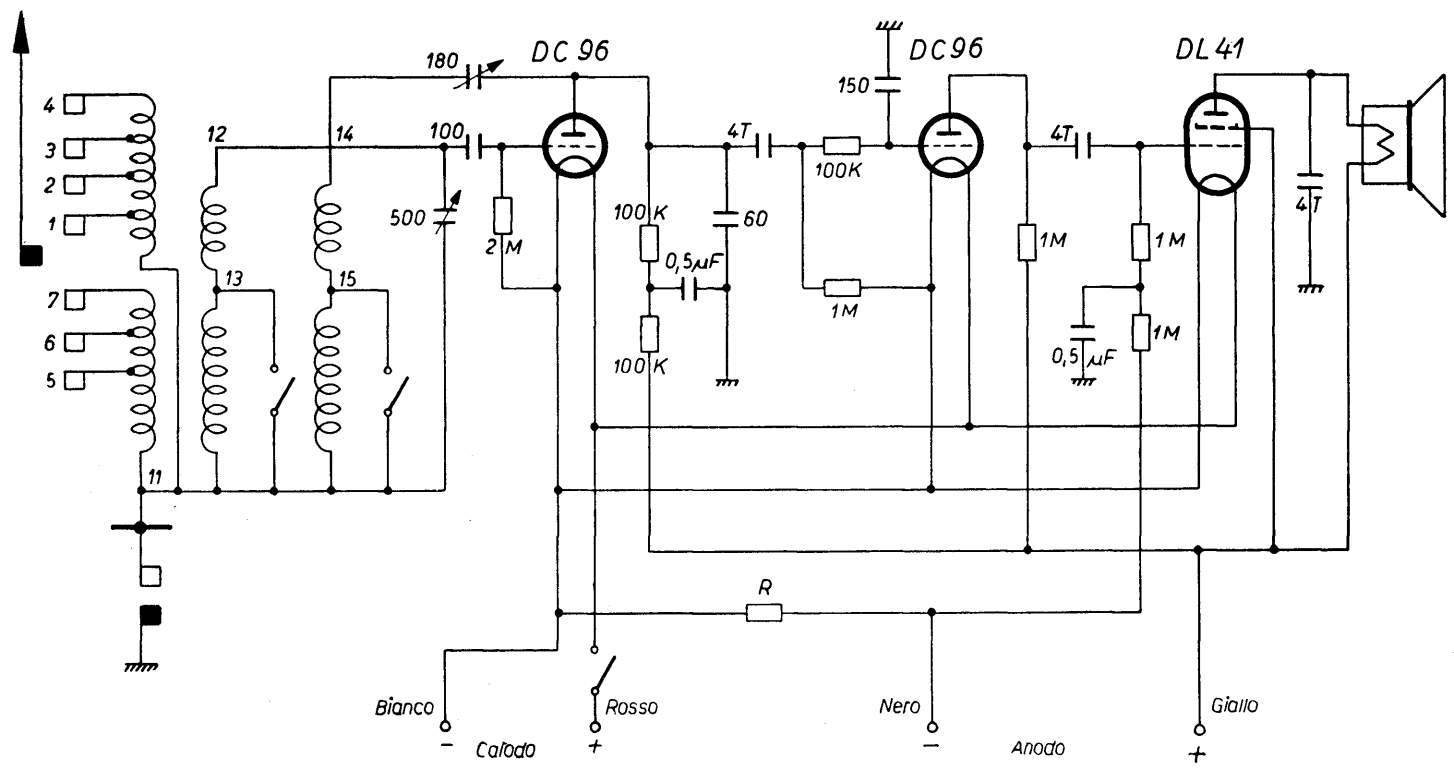 DC 96
DC 96
DL 41
180
150
4
3
2
1
12
14
100
4T
100K
4T
500
2 M
100 K
60
1M
1M
4T
13
15
0,5 µF
1M
7
6
5
100 K
0,5 µF
1M
11
R
Bianco
Rosso
Nero
Giallo
−
Catodo
+
−
Anodo
+